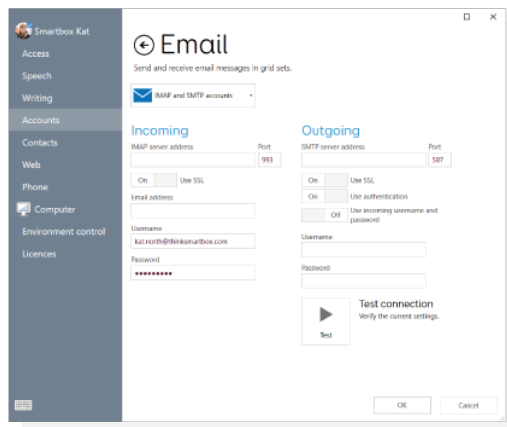 Smartbox Kat
Access
Speech
Writing
Accounts
Contacts
Web
Phone
Computer
Environment control
Licences
Email
Send and receive email messages in grid sets.
IMAP and SMTP accounts
Incoming
IMAP server address Port
993
On Use SSL
Email address
Username
kat.north@thinksmartbox.com
Password
•••••••••
Outgoing
SMTP server address Port
587
On Use SSL
On Use authentication
Off Use incoming username and
password
Username
Password
Test
Test connection
Verify the current settings.
OK Cancel